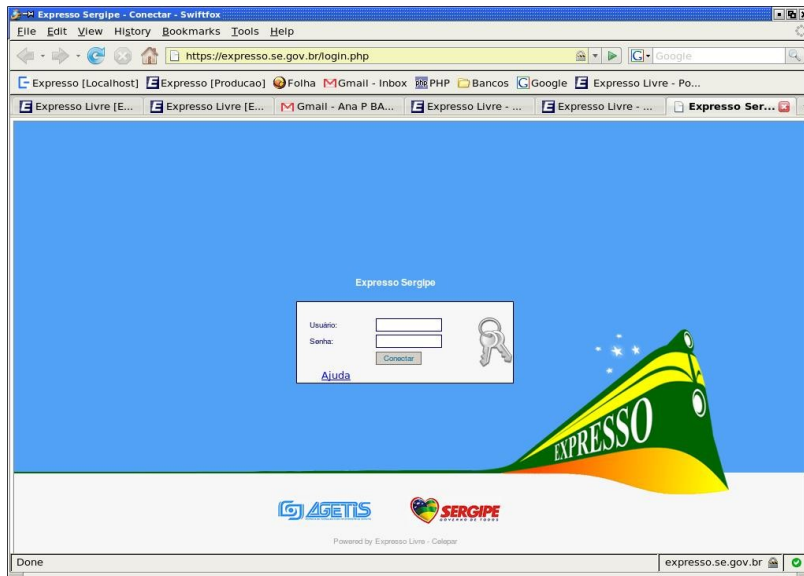 Expresso Sergipe - Conectar - Swiftfox
File Edit View History Bookmarks Tools Help
https://expresso.se.gov.br/login.php Google
Expresso [Localhost] Expresso [Producao] Folha Gmail - Inbox PHP Bancos Google Expresso Livre - Po...
Expresso Livre [E... Expresso Livre [E... Gmail - Ana P BA... Expresso Livre - ... Expresso Livre - ... Expresso Ser...
Expresso Sergipe
Usuário:
Senha:
Conectar
Ajuda
EXPRESSO
AGETIS
SERGIPE
GOVERNO DE TODOS
Powered by Expresso Livre - Celepar
Done expresso.se.gov.br